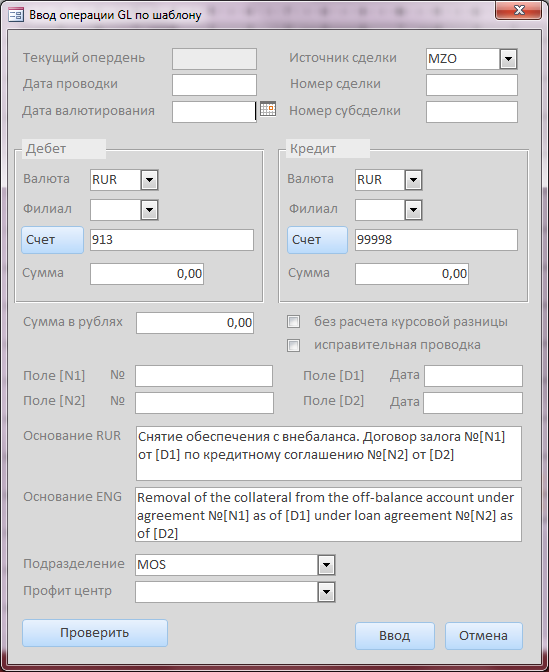 Ввод операции GL по шаблону
Текущий опердень Источник сделки MZO
Дата проводки Номер сделки
Дата валютирования Номер субсделки
Дебет Кредит
Валюта RUR Валюта RUR
Филиал Филиал
Счет 913 Счет 99998
Сумма 0,00 Сумма 0,00
Сумма в рублях 0,00 без расчета курсовой разницы
исправительная проводка
Поле [N1] № Поле [D1] Дата
Поле [N2] № Поле [D2] Дата
Основание RUR Снятие обеспечения с внебаланса. Договор залога №[N1]
от [D1] по кредитному соглашению №[N2] от [D2]
Основание ENG Removal of the collateral from the off-balance account under
agreement №[N1] as of [D1] under loan agreement №[N2] as
of [D2]
Подразделение MOS
Профит центр
Проверить Ввод Отмена